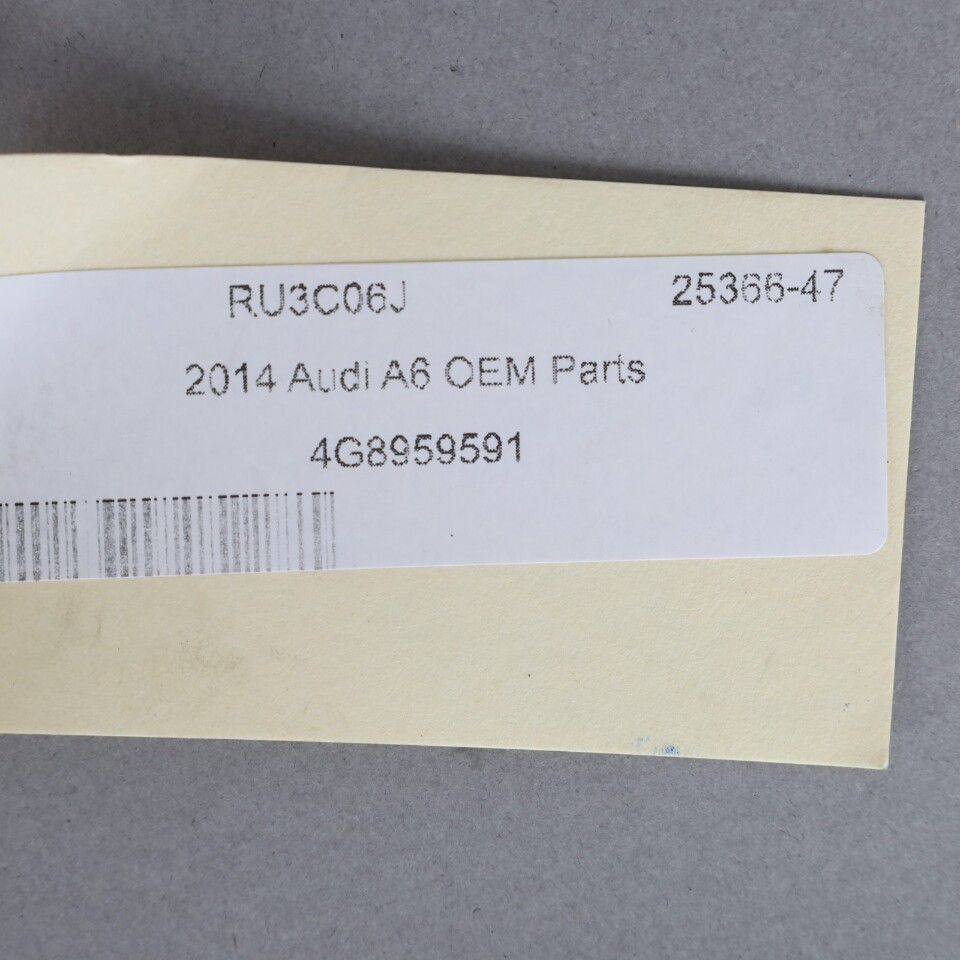 RU3C06J 25366-47
2014 Audi A6 OEM Parts
4G8959591